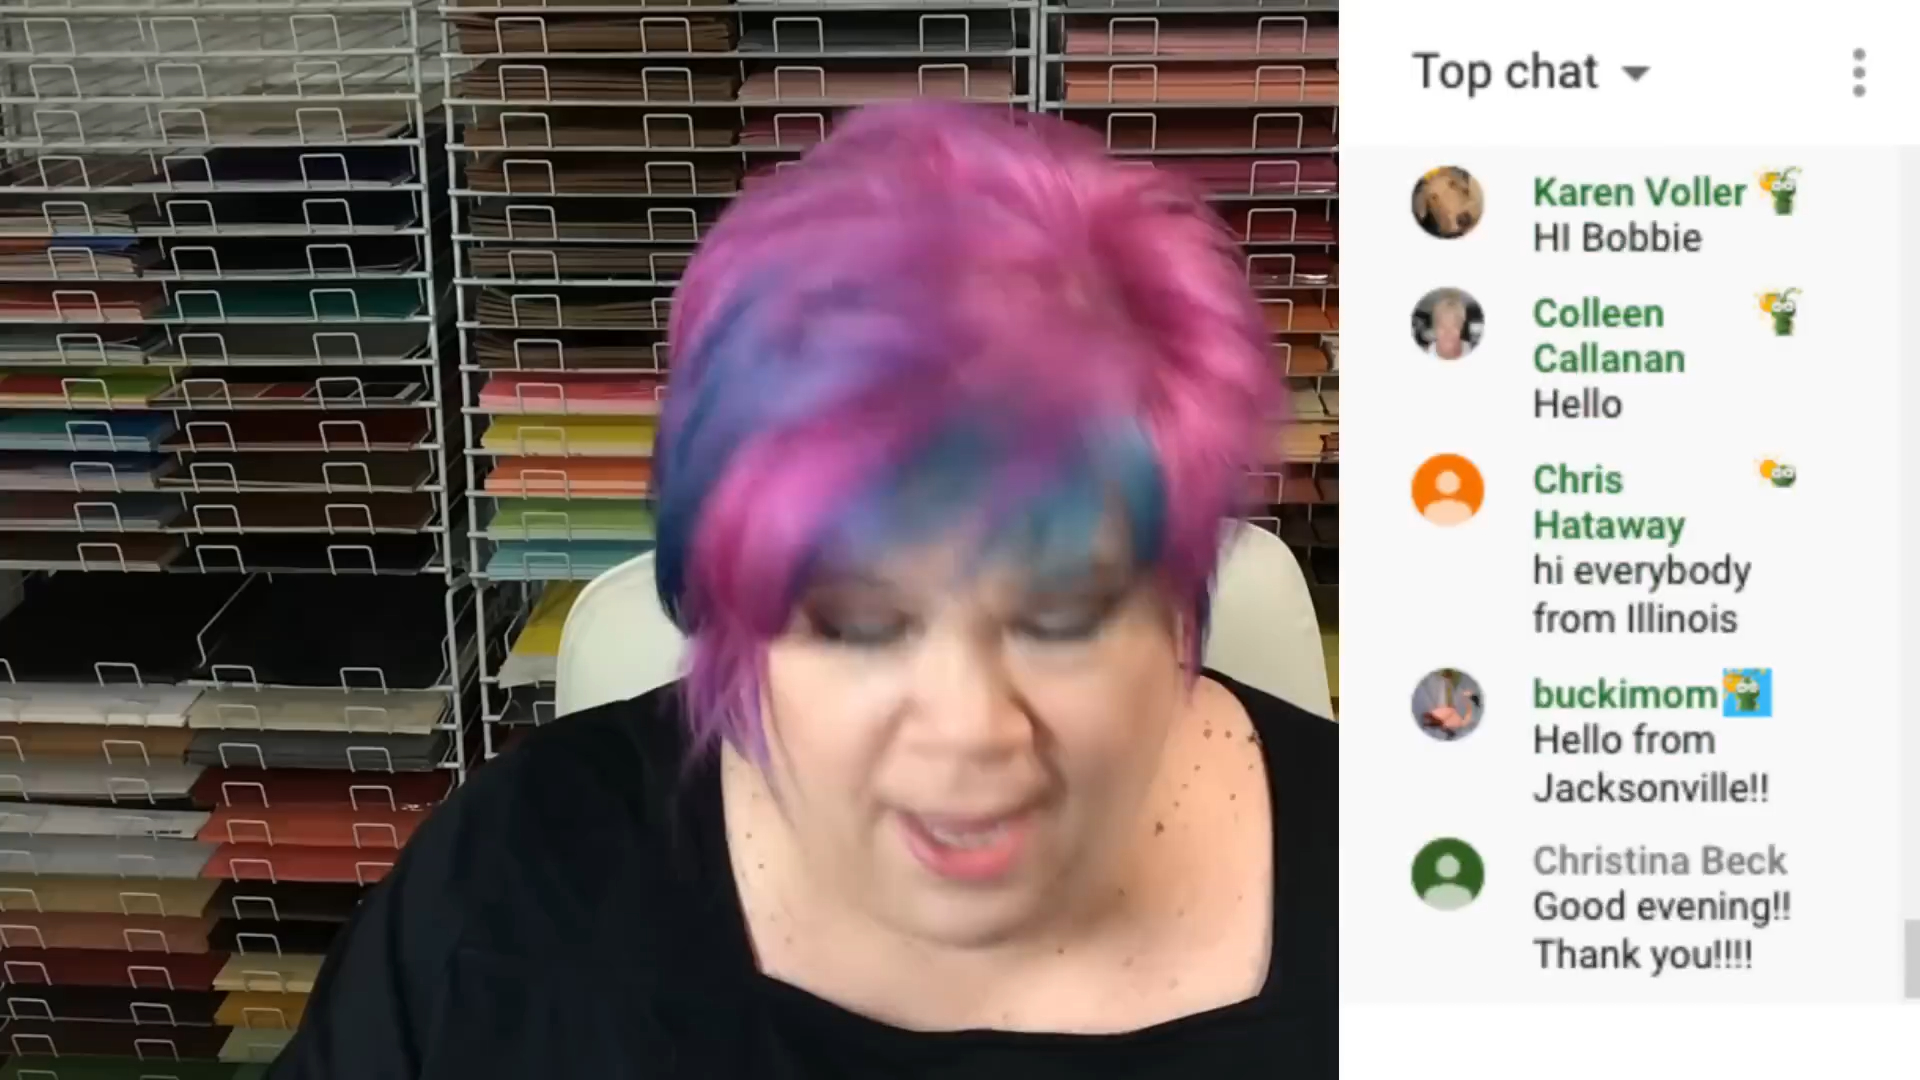 Top chat
Karen Voller
HI Bobbie
Colleen
Callanan
Hello
Chris
Hataway
hi everybody
from Illinois
buckimom
Hello from
Jacksonville!!
Christina Beck
Good evening!!
Thank you!!!!